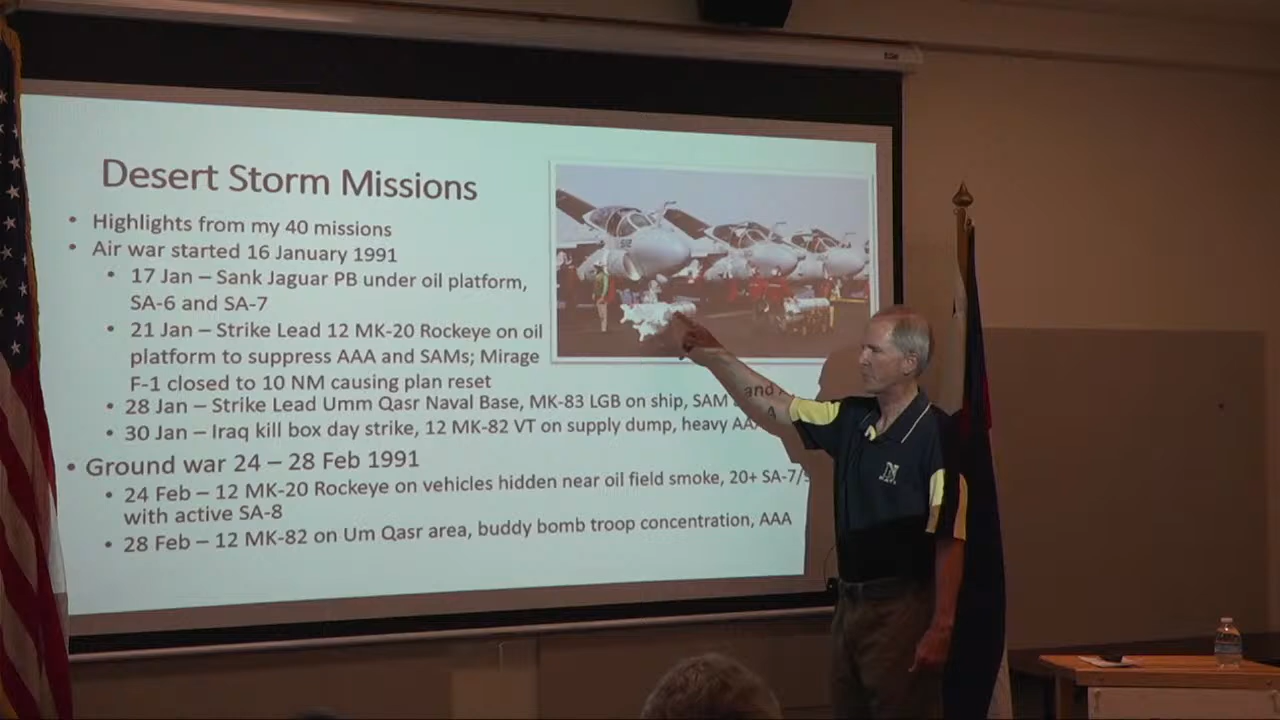 Desert Storm Missions
• Highlights from my 40 missions
• Air war started 16 January 1991
• 17 Jan – Sank Jaguar PB under oil platform,
SA-6 and SA-7
• 21 Jan – Strike Lead 12 MK-20 Rockeye on oil
platform to suppress AAA and SAMs; Mirage
F-1 closed to 10 NM causing plan reset
• 28 Jan – Strike Lead Umm Qasr Naval Base, MK-83 LGB on ship, SAM and
• 30 Jan – Iraq kill box day strike, 12 MK-82 VT on supply dump, heavy
• Ground war 24 – 28 Feb 1991
• 24 Feb – 12 MK-20 Rockeye on vehicles hidden near oil field smoke, 20+ SA-7/
with active SA-8
• 28 Feb – 12 MK-82 on Um Qasr area, buddy bomb troop concentration, AAA
512
N
NAVY